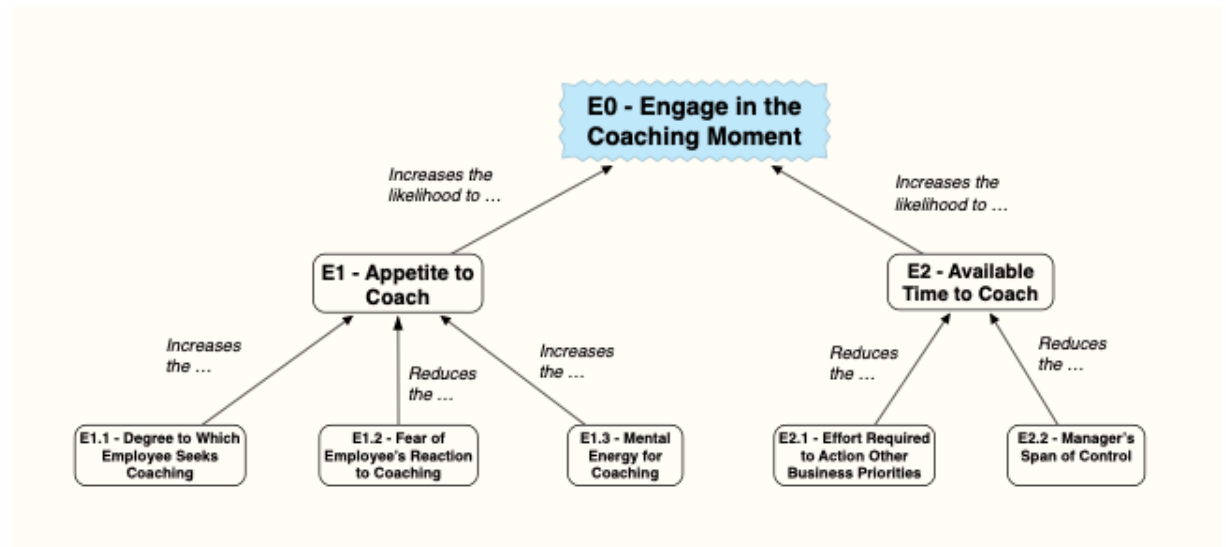 E0 - Engage in the
Coaching Moment
Increases the
likelihood to ...
Increases the
likelihood to ...
E1 - Appetite to
Coach
E2 - Available
Time to Coach
Increases
the ...
Reduces
the ...
Increases
the ...
Reduces
the ...
Reduces
the ...
E1.1 - Degree to Which
Employee Seeks
Coaching
E1.2 - Fear of
Employee's Reaction
to Coaching
E1.3 - Mental
Energy for
Coaching
E2.1 - Effort Required
to Action Other
Business Priorities
E2.2 - Manager's
Span of Control